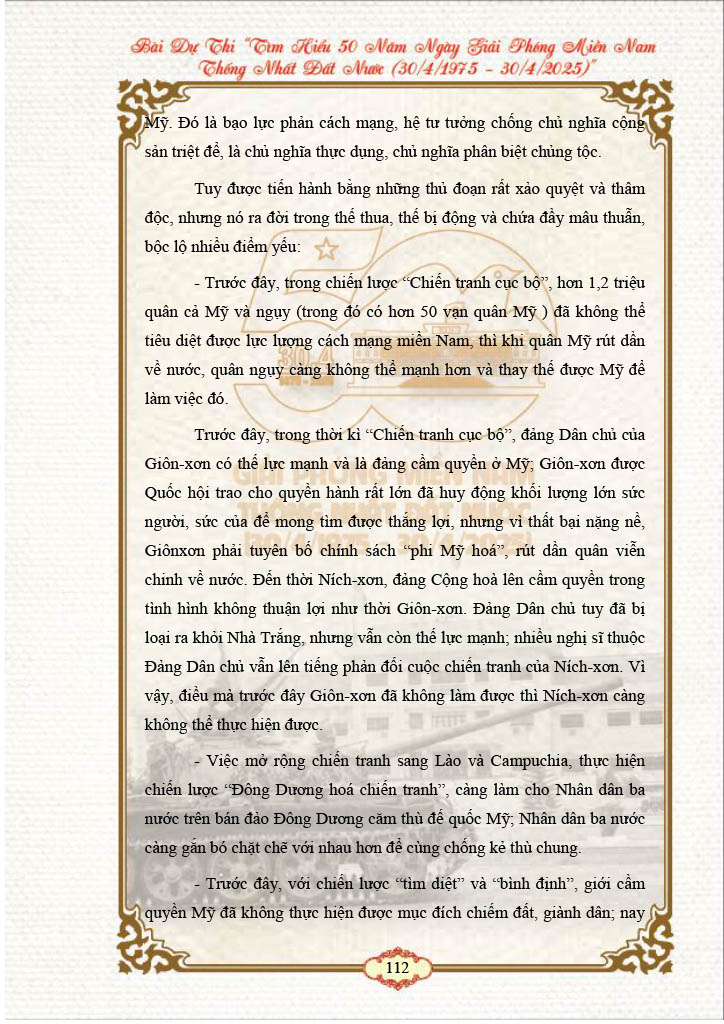 Bài Dự Thi “Tìm Hiểu 50 Năm Ngày Giải Phóng Miền Nam
Thống Nhất Đất Nước (30/4/1975 – 30/4/2025)”
Mỹ. Đó là bạo lực phản cách mạng, hệ tư tưởng chống chủ nghĩa cộng
sản triệt để, là chủ nghĩa thực dụng, chủ nghĩa phân biệt chủng tộc.
Tuy được tiến hành bằng những thủ đoạn rất xảo quyệt và thâm
độc, nhưng nó ra đời trong thế thua, thế bị động và chứa đầy mâu thuẫn,
bộc lộ nhiều điểm yếu:
- Trước đây, trong chiến lược “Chiến tranh cục bộ”, hơn 1,2 triệu
quân cả Mỹ và ngụy (trong đó có hơn 50 vạn quân Mỹ ) đã không thể
tiêu diệt được lực lượng cách mạng miền Nam, thì khi quân Mỹ rút dần
về nước, quân ngụy càng không thể mạnh hơn và thay thế được Mỹ để
làm việc đó.
Trước đây, trong thời kì “Chiến tranh cục bộ”, đảng Dân chủ của
Giôn-xơn có thế lực mạnh và là đảng cầm quyền ở Mỹ; Giôn-xơn được
Quốc hội trao cho quyền hành rất lớn đã huy động khối lượng lớn sức
người, sức của để mong tìm được thắng lợi, nhưng vì thất bại nặng nề,
Giônxơn phải tuyên bố chính sách “phi Mỹ hoá”, rút dần quân viễn
chinh về nước. Đến thời Ních-xơn, đảng Cộng hoà lên cầm quyền trong
tình hình không thuận lợi như thời Giôn-xơn. Đảng Dân chủ tuy đã bị
loại ra khỏi Nhà Trắng, nhưng vẫn còn thế lực mạnh; nhiều nghị sĩ thuộc
Đảng Dân chủ vẫn lên tiếng phản đối cuộc chiến tranh của Ních-xơn. Vì
vậy, điều mà trước đây Giôn-xơn đã không làm được thì Ních-xơn càng
không thể thực hiện được.
- Việc mở rộng chiến tranh sang Lào và Campuchia, thực hiện
chiến lược “Đông Dương hoá chiến tranh”, càng làm cho Nhân dân ba
nước trên bán đảo Đông Dương căm thù đế quốc Mỹ; Nhân dân ba nước
càng gắn bó chặt chẽ với nhau hơn để cùng chống kẻ thù chung.
- Trước đây, với chiến lược “tìm diệt” và “bình định”, giới cầm
quyền Mỹ đã không thực hiện được mục đích chiếm đất, giành dân; nay
50
30.4
GIẢI PHÓNG MIỀN NAM
THỐNG NHẤT ĐẤT NƯỚC
(30/4/1975 - 30/4/2025)
112